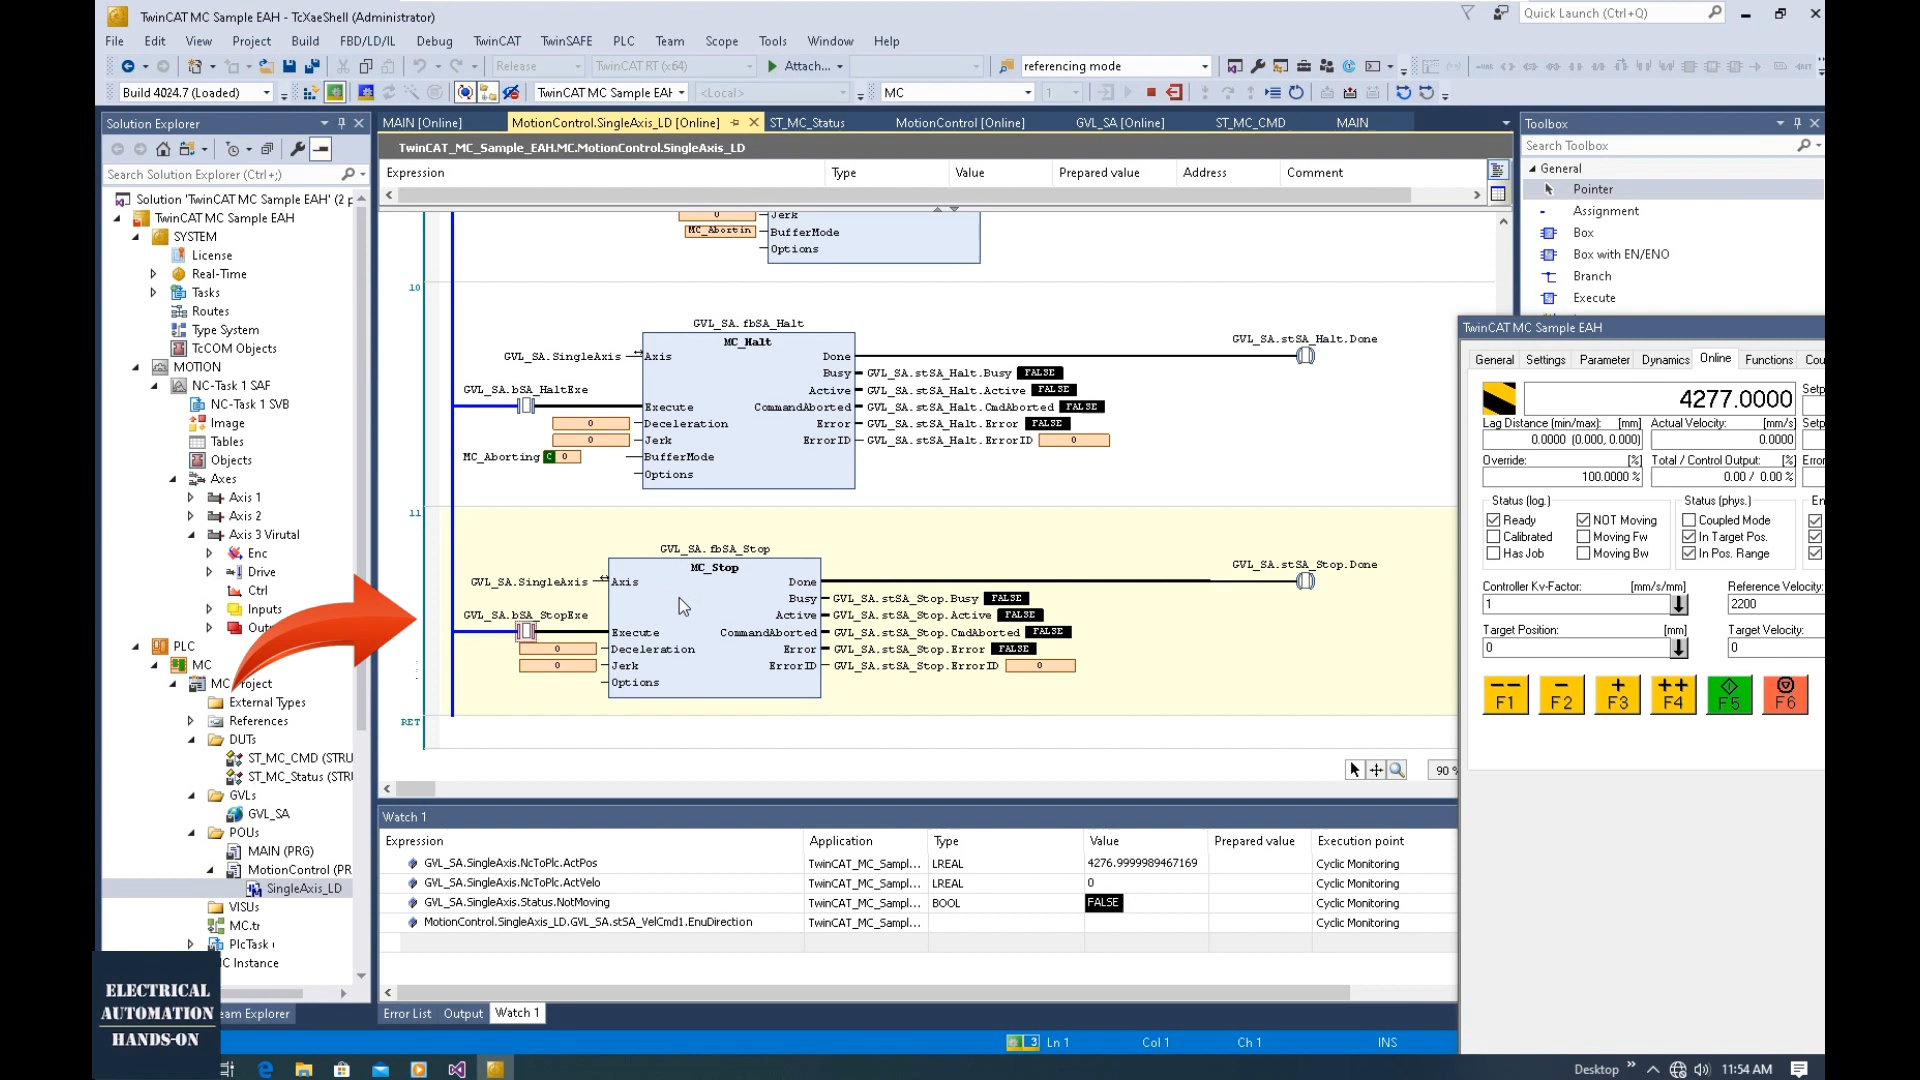 TwinCAT MC Sample EAH - TcXaeShell (Administrator)
Quick Launch (Ctrl+Q)
File Edit View Project Build FBD/LD/IL Debug TwinCAT TwinSAFE PLC Team Scope Tools Window Help
Release TwinCAT RT (x64) Attach... referencing mode
Build 4024.7 (Loaded) TwinCAT MC Sample EAH <Local> MC 1
Solution Explorer
Search Solution Explorer (Ctrl+;)
Solution 'TwinCAT MC Sample EAH' (2 p
TwinCAT MC Sample EAH
SYSTEM
License
Real-Time
Tasks
Routes
Type System
TcCOM Objects
MOTION
NC-Task 1 SAF
NC-Task 1 SVB
Image
Tables
Objects
Axes
Axis 1
Axis 2
Axis 3 Virutal
Enc
Drive
Ctrl
Inputs
Out
PLC
MC
MC Project
External Types
References
DUTs
ST_MC_CMD (STRU
ST_MC_Status (STRU
GVLs
GVL_SA
POUs
MAIN (PRG)
MotionControl (PR
SingleAxis_LD
VISUs
MC.tr
PlcTask
C Instance
eam Explorer
MAIN [Online] MotionControl.SingleAxis_LD [Online] ST_MC_Status MotionControl [Online] GVL_SA [Online] ST_MC_CMD MAIN
TwinCAT_MC_Sample_EAH.MC.MotionControl.SingleAxis_LD
Expression Type Value Prepared value Address Comment
0 Jerk
MC_Abortin BufferMode
Options
10
GVL_SA.fbSA_Halt
MC_Halt
GVL_SA.SingleAxis Axis Done GVL_SA.stSA_Halt.Done
Busy GVL_SA.stSA_Halt.Busy FALSE
GVL_SA.bSA_HaltExe Active GVL_SA.stSA_Halt.Active FALSE
Execute CommandAborted GVL_SA.stSA_Halt.CmdAborted FALSE
0 Deceleration Error GVL_SA.stSA_Halt.Error FALSE
0 Jerk ErrorID GVL_SA.stSA_Halt.ErrorID 0
MC_Aborting C 0 BufferMode
Options
11
GVL_SA.fbSA_Stop
MC_Stop
GVL_SA.SingleAxis Axis Done GVL_SA.stSA_Stop.Done
Busy GVL_SA.stSA_Stop.Busy FALSE
GVL_SA.bSA_StopExe Active GVL_SA.stSA_Stop.Active FALSE
Execute CommandAborted GVL_SA.stSA_Stop.CmdAborted FALSE
0 Deceleration Error GVL_SA.stSA_Stop.Error FALSE
0 Jerk ErrorID GVL_SA.stSA_Stop.ErrorID 0
Options
RET
90 %
Watch 1
Expression Application Type Value Prepared value Execution point
GVL_SA.SingleAxis.NcToPlc.ActPos TwinCAT_MC_Sampl... LREAL 4276.9999989467169 Cyclic Monitoring
GVL_SA.SingleAxis.NcToPlc.ActVelo TwinCAT_MC_Sampl... LREAL 0 Cyclic Monitoring
GVL_SA.SingleAxis.Status.NotMoving TwinCAT_MC_Sampl... BOOL FALSE Cyclic Monitoring
MotionControl.SingleAxis_LD.GVL_SA.stSA_VelCmd1.EnuDirection TwinCAT_MC_Sampl... Cyclic Monitoring
Error List Output Watch 1
3 Ln 1 Col 1 Ch 1 INS
Toolbox
Search Toolbox
General
Pointer
Assignment
Box
Box with EN/ENO
Branch
Execute
TwinCAT MC Sample EAH
General Settings Parameter Dynamics Online Functions Cou
4277.0000 Setp
Lag Distance (min/max): [mm] Actual Velocity: [mm/s] Setp
0.0000 (0.000, 0.000) 0.0000
Override: [%] Total / Control Output: [%] Error
100.0000 % 0.00 / 0.00 %
Status (log.) Status (phys.) En
Ready NOT Moving Coupled Mode
Calibrated Moving Fw In Target Pos.
Has Job Moving Bw In Pos. Range
Controller Kv-Factor: [mm/s/mm] Reference Velocity:
1 2200
Target Position: [mm] Target Velocity:
0 0
-- F1 - F2 + F3 ++ F4 F5 F6
ELECTRICAL
AUTOMATION
HANDS-ON
Desktop 11:54 AM